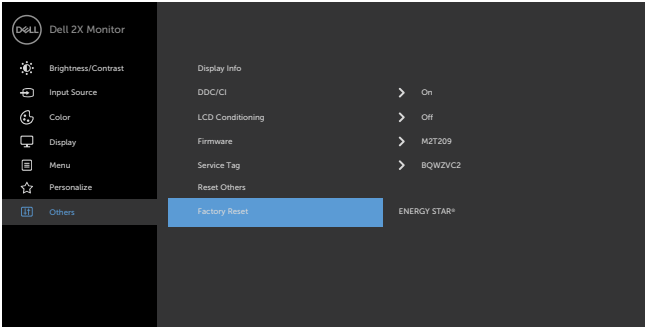 DELL Dell 2X Monitor
Brightness/Contrast
Input Source
Color
Display
Menu
Personalize
Others
Display Info
DDC/CI On
LCD Conditioning Off
Firmware M2T209
Service Tag BQWZVC2
Reset Others
Factory Reset ENERGY STAR®